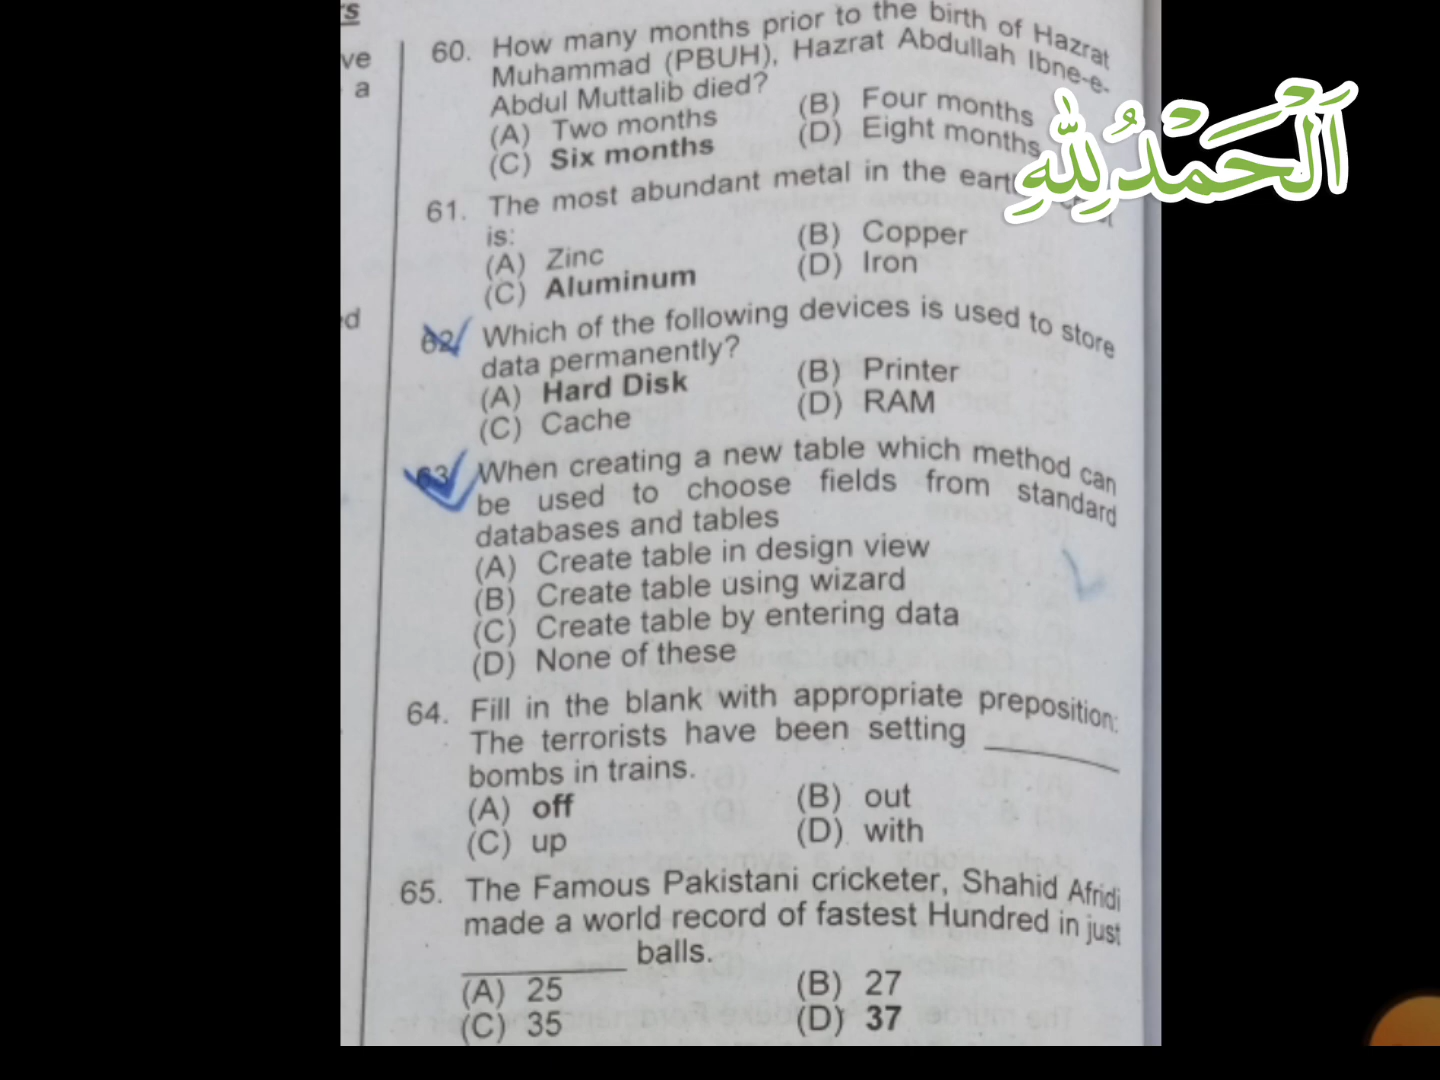 rs
ve
a
ed
60. How many months prior to the birth of Hazrat
Muhammad (PBUH), Hazrat Abdullah Ibne-e-
Abdul Muttalib died?
(A) Two months (B) Four months
(C) Six months (D) Eight months
اَلْحَمْدُلِلّٰهِ
61. The most abundant metal in the
is:
(A) Zinc (B) Copper
(C) Aluminum (D) Iron
62. Which of the following devices is used to store
data permanently?
(A) Hard Disk (B) Printer
(C) Cache (D) RAM
63. When creating a new table which method can
be used to choose fields from standard
databases and tables
(A) Create table in design view
(B) Create table using wizard
(C) Create table by entering data
(D) None of these
64. Fill in the blank with appropriate preposition:
The terrorists have been setting ________
bombs in trains.
(A) off (B) out
(C) up (D) with
65. The Famous Pakistani cricketer, Shahid Afridi
made a world record of fastest Hundred in just
________ balls.
(A) 25 (B) 27
(C) 35 (D) 37